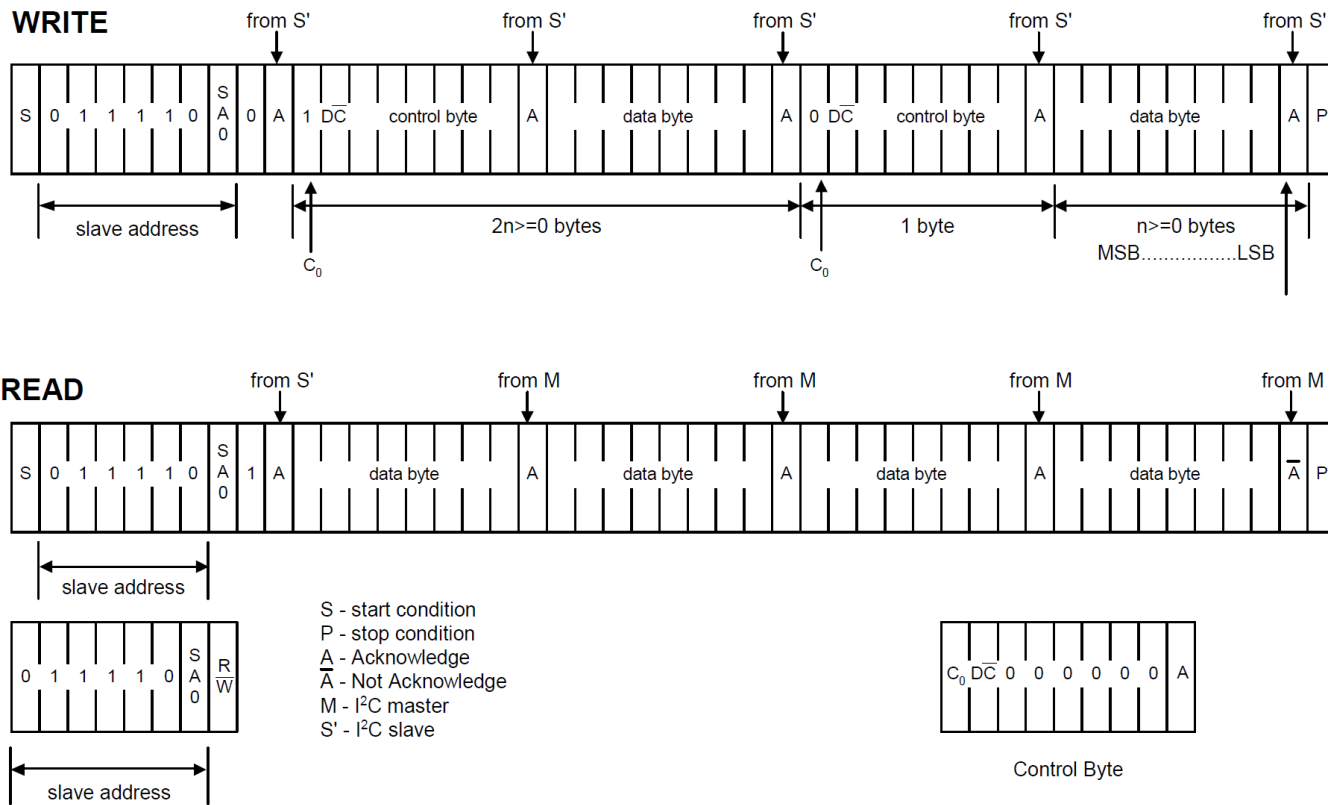 WRITE
from S' from S' from S' from S' from S'
S 0 1 1 1 1 0 SA0 0 A 1 DC̅ control byte A data byte A 0 DC̅ control byte A data byte A P
slave address 2n>=0 bytes 1 byte n>=0 bytes
C₀ C₀ MSB.................LSB
READ
from S' from M from M from M from M
S 0 1 1 1 1 0 SA0 1 A data byte A data byte A data byte A data byte A̅ P
slave address
0 1 1 1 1 0 SA0 R/W̅
slave address
S - start condition
P - stop condition
A - Acknowledge
A̅ - Not Acknowledge
M - I²C master
S' - I²C slave
C₀ DC̅ 0 0 0 0 0 0 A
Control Byte